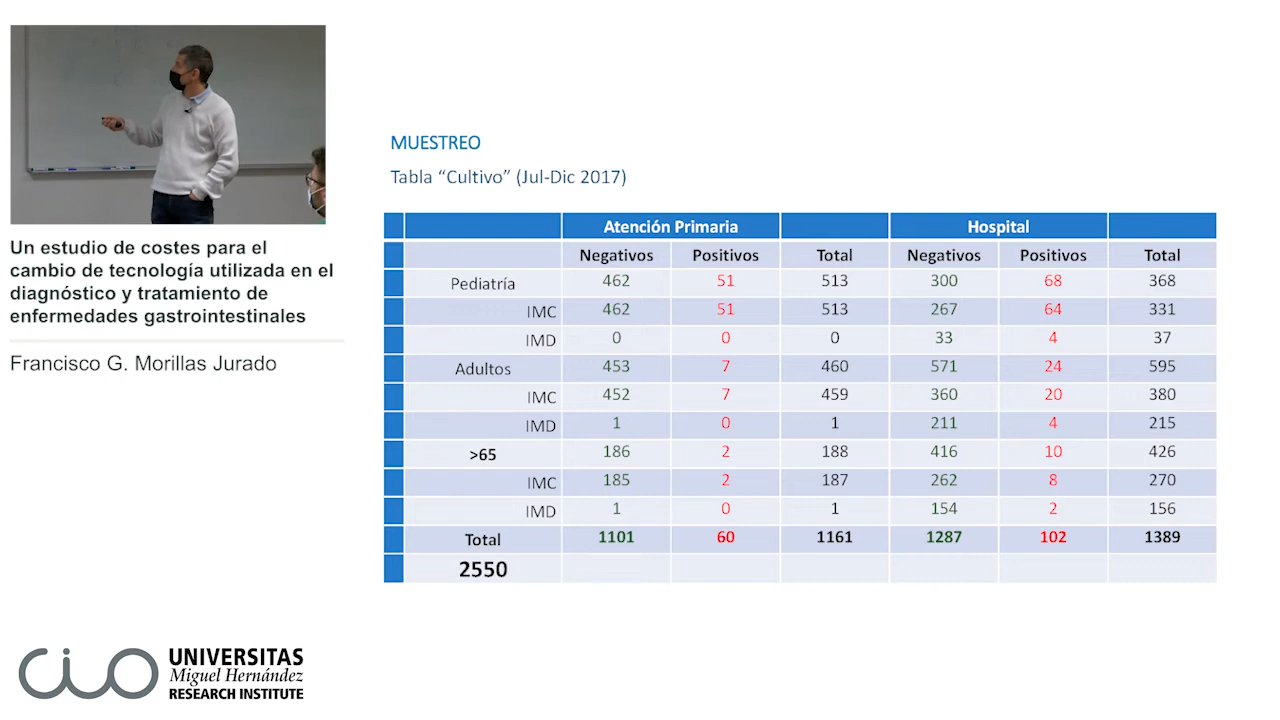 Un estudio de costes para el
cambio de tecnología utilizada en el
diagnóstico y tratamiento de
enfermedades gastrointestinales
Francisco G. Morillas Jurado
cio UNIVERSITAS
Miguel Hernández
RESEARCH INSTITUTE
MUESTREO
Tabla “Cultivo” (Jul-Dic 2017)
Atención Primaria Hospital
Negativos Positivos Total Negativos Positivos Total
Pediatría 462 51 513 300 68 368
IMC 462 51 513 267 64 331
IMD 0 0 0 33 4 37
Adultos 453 7 460 571 24 595
IMC 452 7 459 360 20 380
IMD 1 0 1 211 4 215
>65 186 2 188 416 10 426
IMC 185 2 187 262 8 270
IMD 1 0 1 154 2 156
Total 1101 60 1161 1287 102 1389
2550